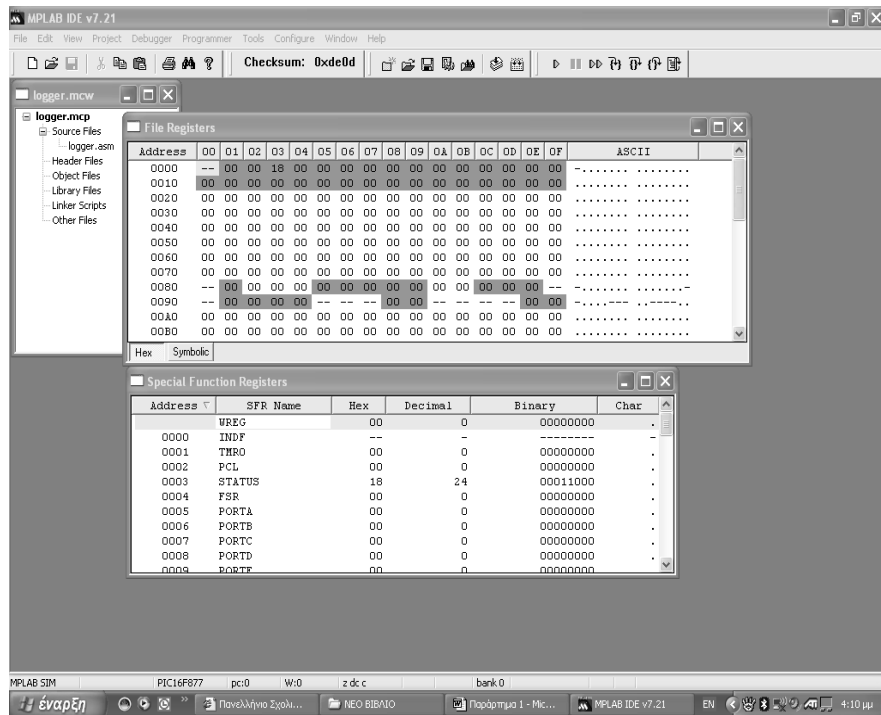 MPLAB IDE v7.21
File Edit View Project Debugger Programmer Tools Configure Window Help
Checksum: 0xde0d
logger.mcw
logger.mcp
Source Files
logger.asm
Header Files
Object Files
Library Files
Linker Scripts
Other Files
File Registers
Address 00 01 02 03 04 05 06 07 08 09 0A 0B 0C 0D 0E 0F ASCII
0000 -- 00 00 18 00 00 00 00 00 00 00 00 00 00 00 00 -....... ........
0010 00 00 00 00 00 00 00 00 00 00 00 00 00 00 00 00 ........ ........
0020 00 00 00 00 00 00 00 00 00 00 00 00 00 00 00 00 ........ ........
0030 00 00 00 00 00 00 00 00 00 00 00 00 00 00 00 00 ........ ........
0040 00 00 00 00 00 00 00 00 00 00 00 00 00 00 00 00 ........ ........
0050 00 00 00 00 00 00 00 00 00 00 00 00 00 00 00 00 ........ ........
0060 00 00 00 00 00 00 00 00 00 00 00 00 00 00 00 00 ........ ........
0070 00 00 00 00 00 00 00 00 00 00 00 00 00 00 00 00 ........ ........
0080 -- 00 00 00 00 00 00 00 00 00 00 00 00 00 00 -- -....... .......-
0090 -- 00 00 00 00 -- -- -- 00 00 -- -- -- -- 00 00 -....--- ..----..
00A0 00 00 00 00 00 00 00 00 00 00 00 00 00 00 00 00 ........ ........
00B0 00 00 00 00 00 00 00 00 00 00 00 00 00 00 00 00 ........ ........
Hex Symbolic
Special Function Registers
Address SFR Name Hex Decimal Binary Char
WREG 00 0 00000000 .
0000 INDF -- - -------- -
0001 TMR0 00 0 00000000 .
0002 PCL 00 0 00000000 .
0003 STATUS 18 24 00011000 .
0004 FSR 00 0 00000000 .
0005 PORTA 00 0 00000000 .
0006 PORTB 00 0 00000000 .
0007 PORTC 00 0 00000000 .
0008 PORTD 00 0 00000000 .
0009 PORTE 00 0 00000000
MPLAB SIM PIC16F877 pc:0 W:0 z dc c bank 0
έναρξη Πανελλήνιο Σχολι... ΝΕΟ ΒΙΒΛΙΟ Παράρτημα 1 - Mic... MPLAB IDE v7.21 EN 4:10 μμ